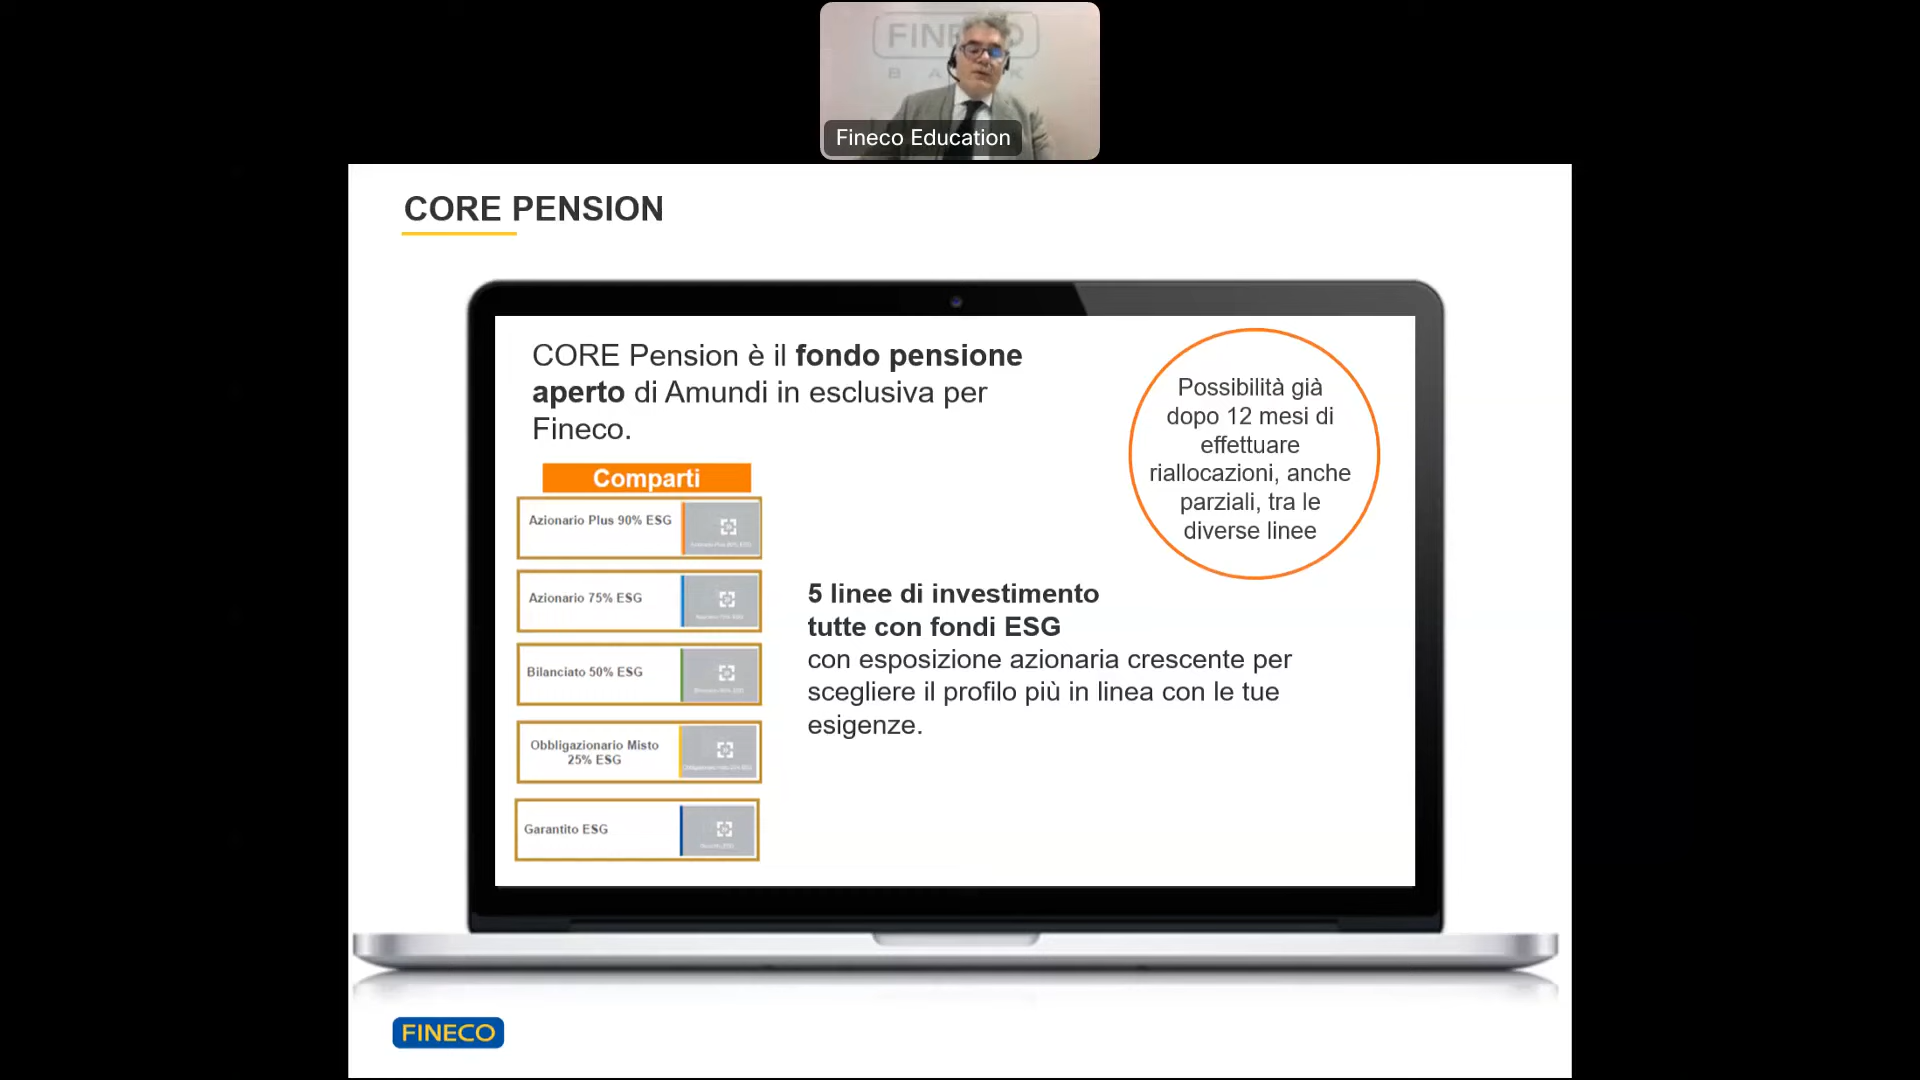 Fineco Education
CORE PENSION
CORE Pension è il fondo pensione
aperto di Amundi in esclusiva per
Fineco.
Possibilità già
dopo 12 mesi di
effettuare
riallocazioni, anche
parziali, tra le
diverse linee
Comparti
Azionario Plus 90% ESG
Azionario 75% ESG
Bilanciato 50% ESG
Obbligazionario Misto
25% ESG
Garantito ESG
5 linee di investimento
tutte con fondi ESG
con esposizione azionaria crescente per
scegliere il profilo più in linea con le tue
esigenze.
FINECO